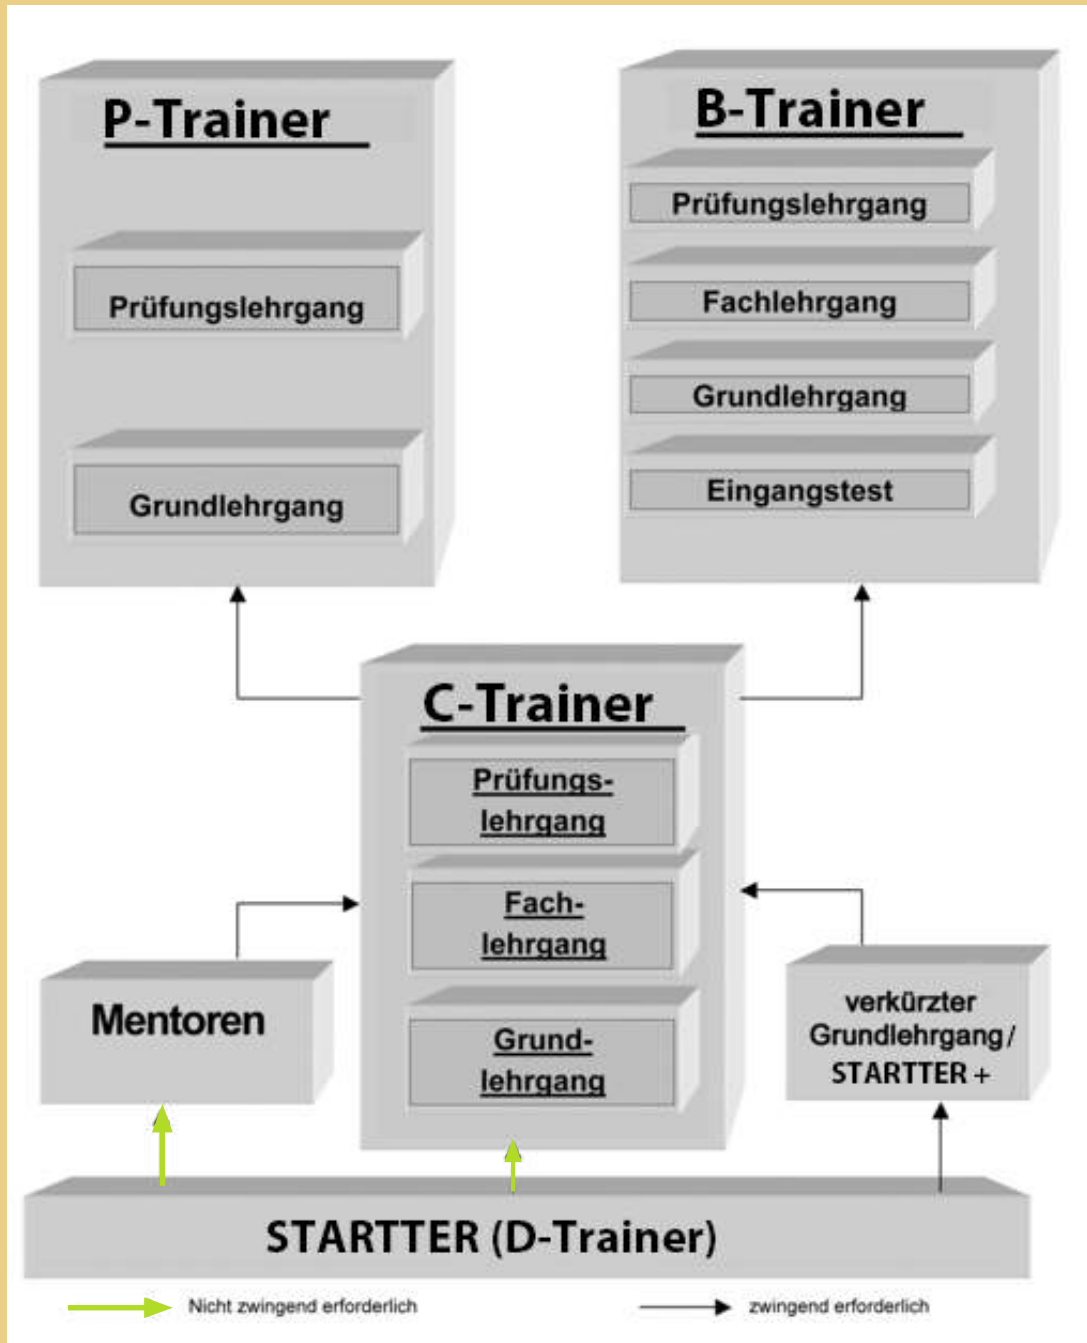 P-Trainer
Prüfungslehrgang
Grundlehrgang
B-Trainer
Prüfungslehrgang
Fachlehrgang
Grundlehrgang
Eingangstest
C-Trainer
Prüfungs-
lehrgang
Fach-
lehrgang
Grund-
lehrgang
Mentoren
verkürzter
Grundlehrgang/
STARTTER +
STARTTER (D-Trainer)
Nicht zwingend erforderlich
zwingend erforderlich